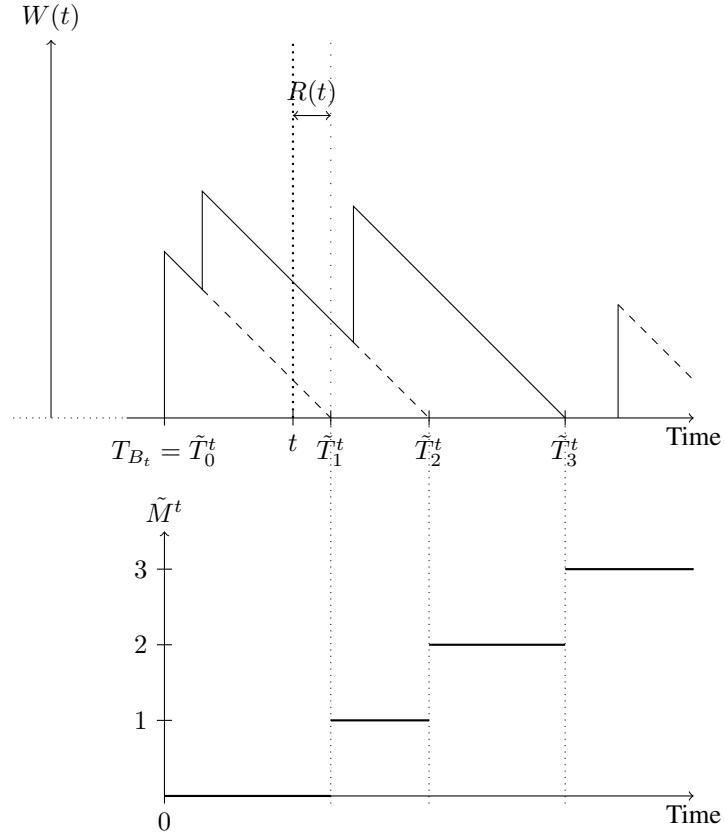 W(t)
R(t)
T_{B_t} = \tilde{T}_0^t
t
\tilde{T}_1^t
\tilde{T}_2^t
\tilde{T}_3^t
Time
\tilde{M}^t
3
2
1
0
Time